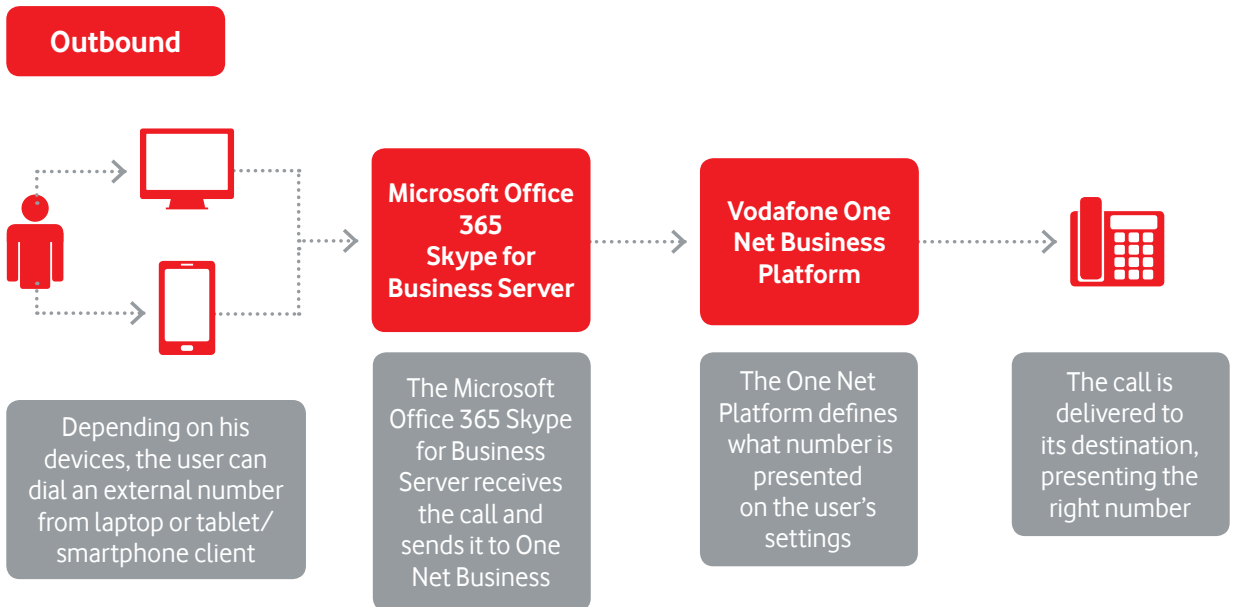 Outbound
Microsoft Office
365
Skype for
Business Server
Vodafone One
Net Business
Platform
Depending on his
devices, the user can
dial an external number
from laptop or tablet/
smartphone client
The Microsoft
Office 365 Skype
for Business
Server receives
the call and
sends it to One
Net Business
The One Net
Platform defines
what number is
presented
on the user's
settings
The call is
delivered to
its destination,
presenting the
right number